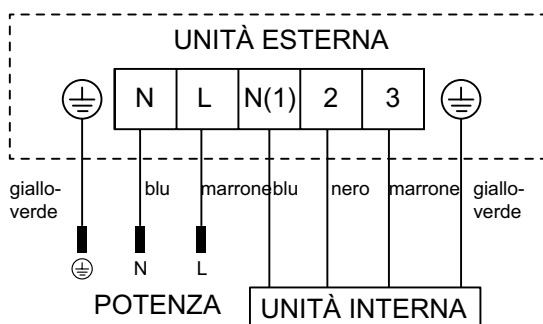 UNITÀ ESTERNA
N L N(1) 2 3
giallo-verde blu marrone blu nero marrone giallo-verde
N L
POTENZA UNITÀ INTERNA